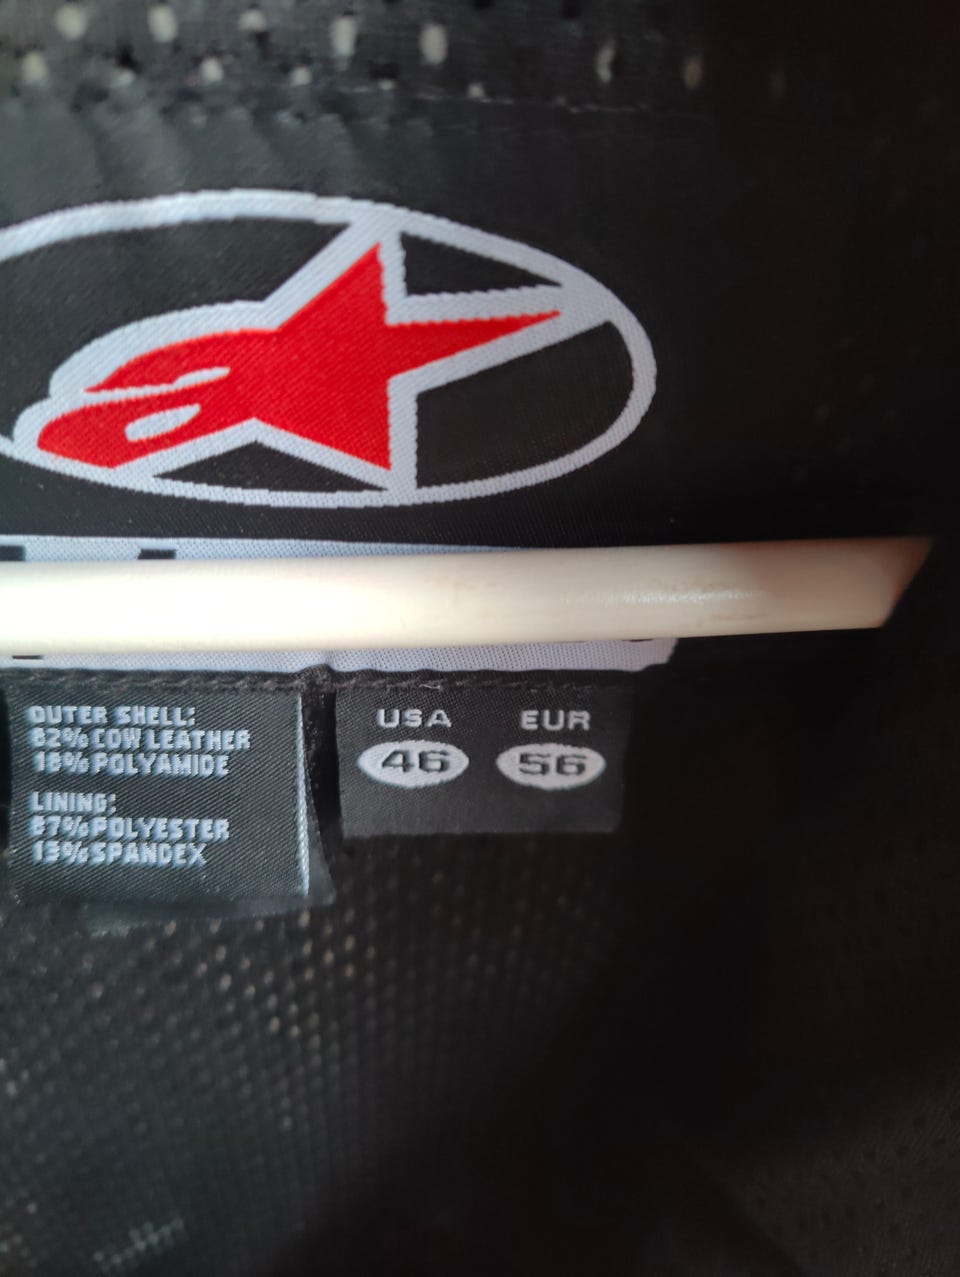 OUTER SHELL:
82% COW LEATHER
18% POLYAMIDE
LINING:
87% POLYESTER
13% SPANDEX
USA EUR
46 56